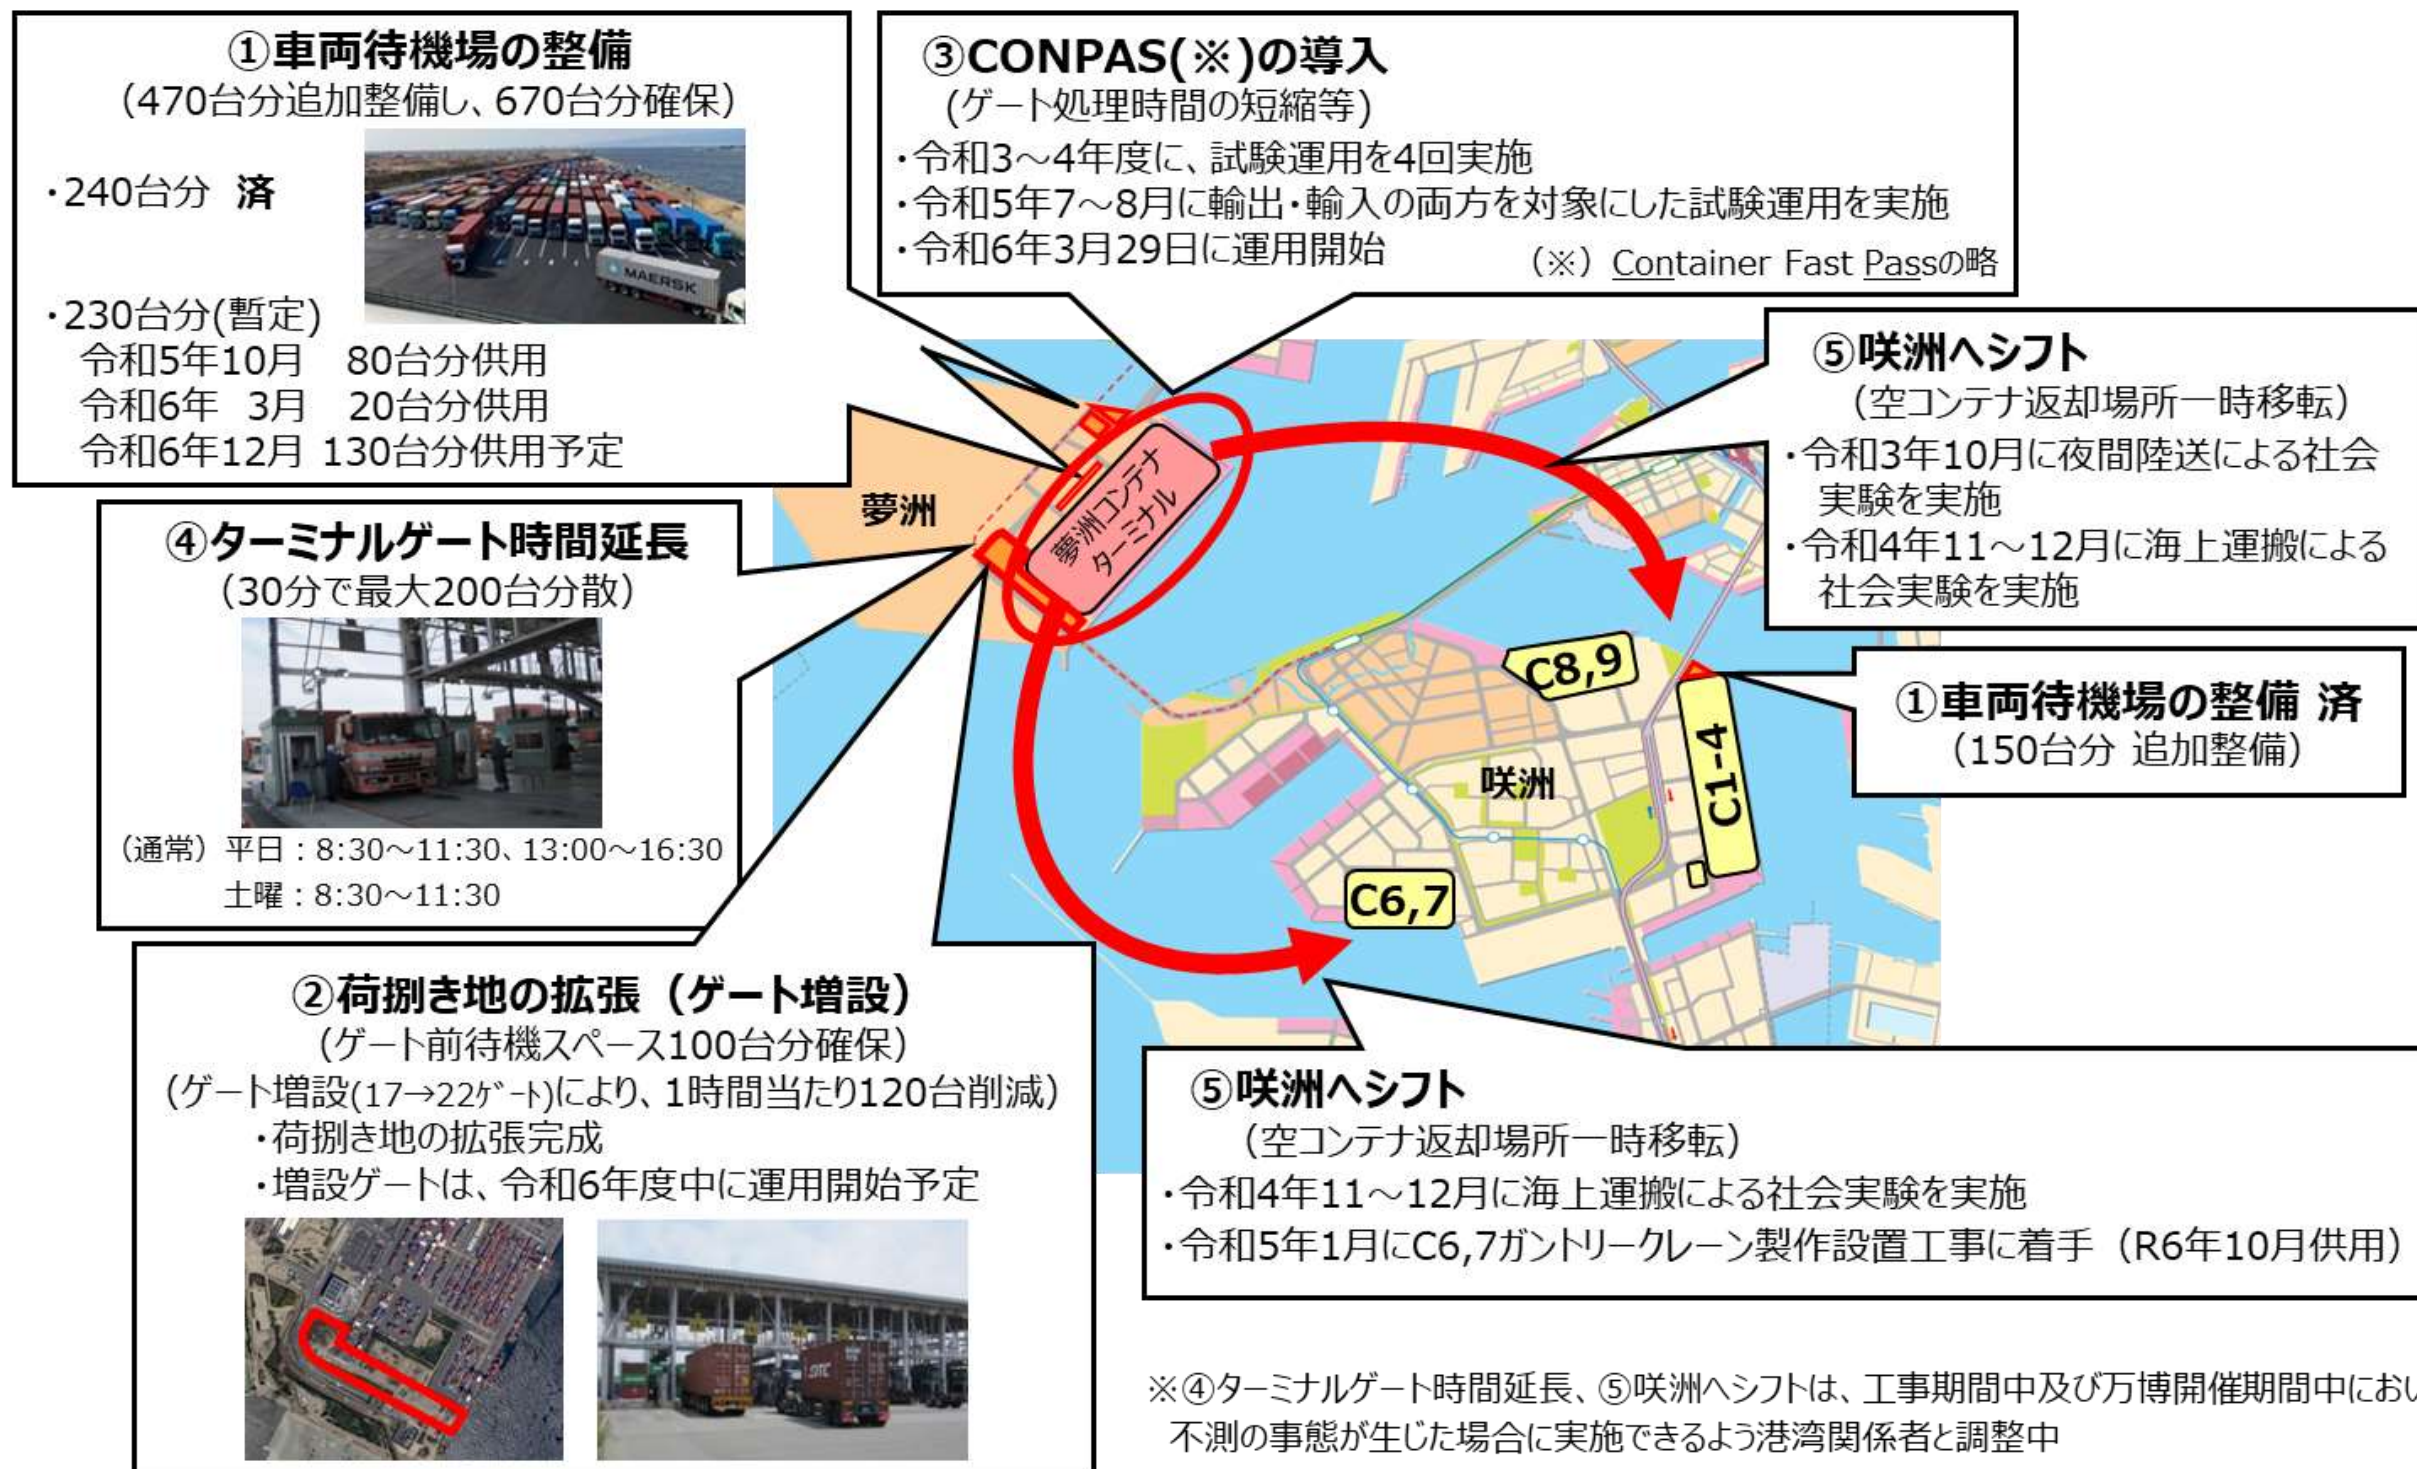 ①車両待機場の整備
（470台分追加整備し、670台分確保）
・240台分 済
MAERSK
・230台分(暫定)
令和5年10月 80台分供用
令和6年 3月 20台分供用
令和6年12月 130台分供用予定
③CONPAS(※)の導入
(ゲート処理時間の短縮等)
・令和3～4年度に、試験運用を4回実施
・令和5年7～8月に輸出・輸入の両方を対象にした試験運用を実施
・令和6年3月29日に運用開始
（※）Container Fast Passの略
⑤咲洲へシフト
（空コンテナ返却場所一時移転）
・令和3年10月に夜間陸送による社会
実験を実施
・令和4年11～12月に海上運搬による
社会実験を実施
夢洲
夢洲コンテナ
ターミナル
④ターミナルゲート時間延長
（30分で最大200台分散）
（通常）平日：8:30～11:30、13:00～16:30
土曜：8:30～11:30
C8,9
C1-4
咲洲
C6,7
①車両待機場の整備 済
（150台分 追加整備）
②荷捌き地の拡張（ゲート増設）
（ゲート前待機スペース100台分確保）
（ゲート増設(17→22ｹﾞｰﾄ)により、1時間当たり120台削減）
・荷捌き地の拡張完成
・増設ゲートは、令和6年度中に運用開始予定
⑤咲洲へシフト
（空コンテナ返却場所一時移転）
・令和4年11～12月に海上運搬による社会実験を実施
・令和5年1月にC6,7ガントリークレーン製作設置工事に着手（R6年10月供用）
※④ターミナルゲート時間延長、⑤咲洲へシフトは、工事期間中及び万博開催期間中におい
不測の事態が生じた場合に実施できるよう港湾関係者と調整中